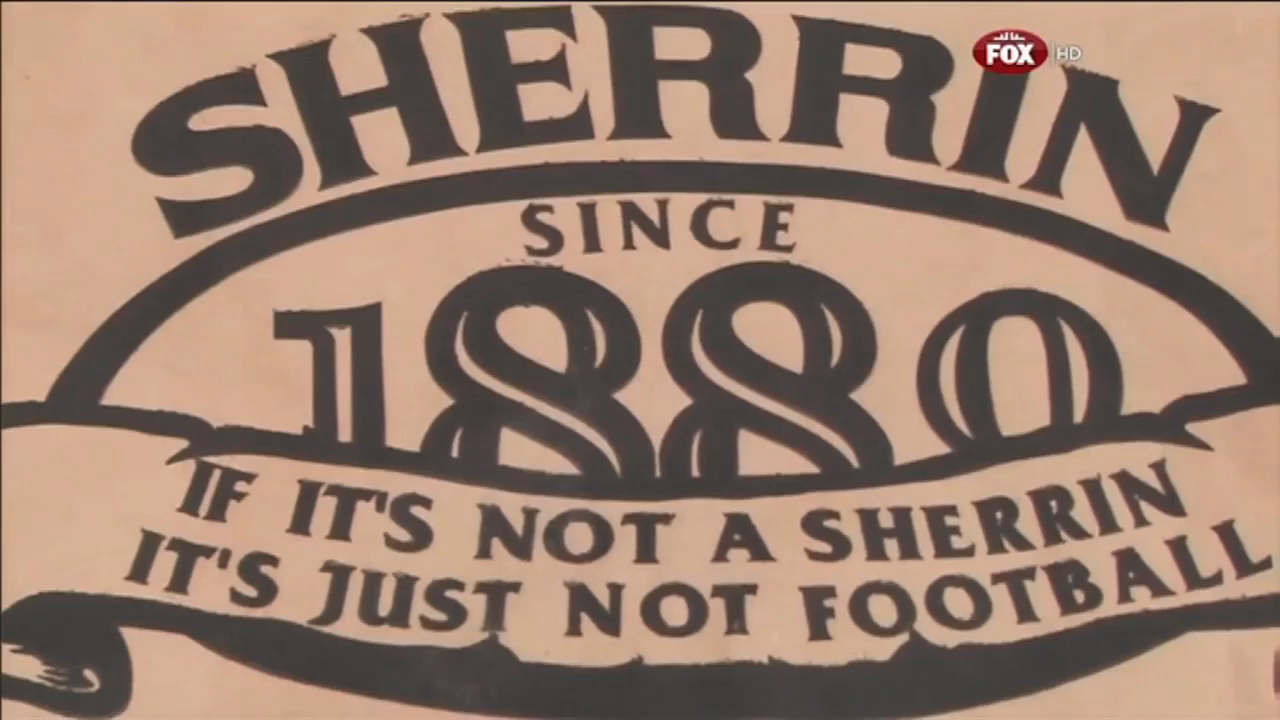 SHERRIN
FOX HD
SINCE
1880
IF IT'S NOT A SHERRIN
IT'S JUST NOT FOOTBALL